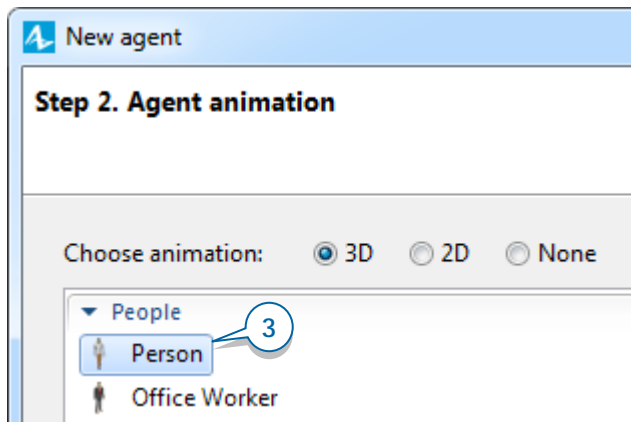 New agent
Step 2. Agent animation
Choose animation: 3D 2D None
People
3
Person
Office Worker